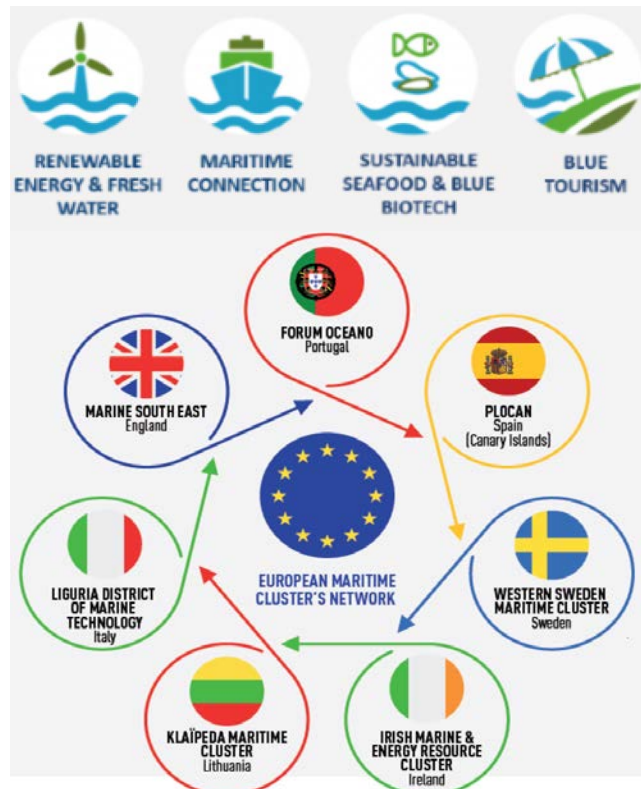 RENEWABLE
ENERGY & FRESH
WATER
MARITIME
CONNECTION
SUSTAINABLE
SEAFOOD & BLUE
BIOTECH
BLUE
TOURISM
FORUM OCEANO
Portugal
MARINE SOUTH EAST
England
PLOCAN
Spain
(Canary Islands)
EUROPEAN MARITIME
CLUSTER'S NETWORK
LIGURIA DISTRICT
OF MARINE
TECHNOLOGY
Italy
WESTERN SWEDEN
MARITIME CLUSTER
Sweden
KLAÏPEDA MARITIME
CLUSTER
Lithuania
IRISH MARINE &
ENERGY RESOURCE
CLUSTER
Ireland